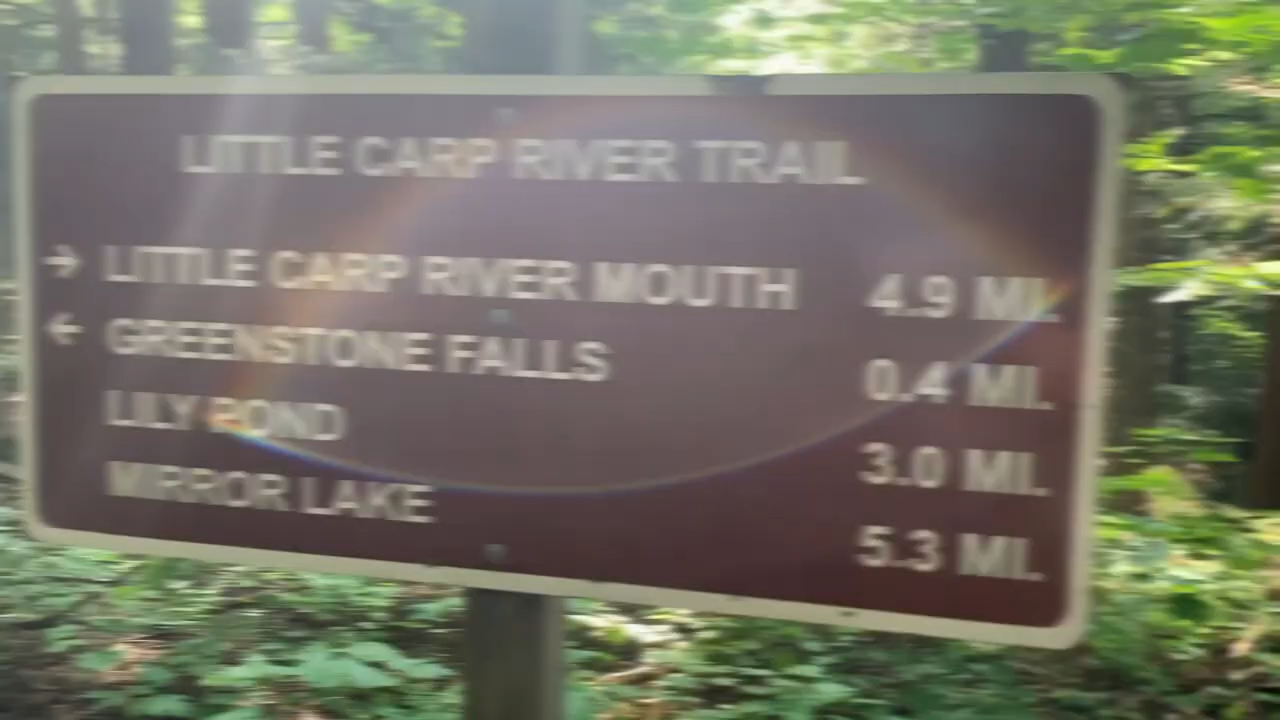 LITTLE CARP RIVER TRAIL
→ LITTLE CARP RIVER MOUTH 4.9 MI.
← GREENSTONE FALLS 0.4 MI.
LILY POND 3.0 MI.
MIRROR LAKE 5.3 MI.